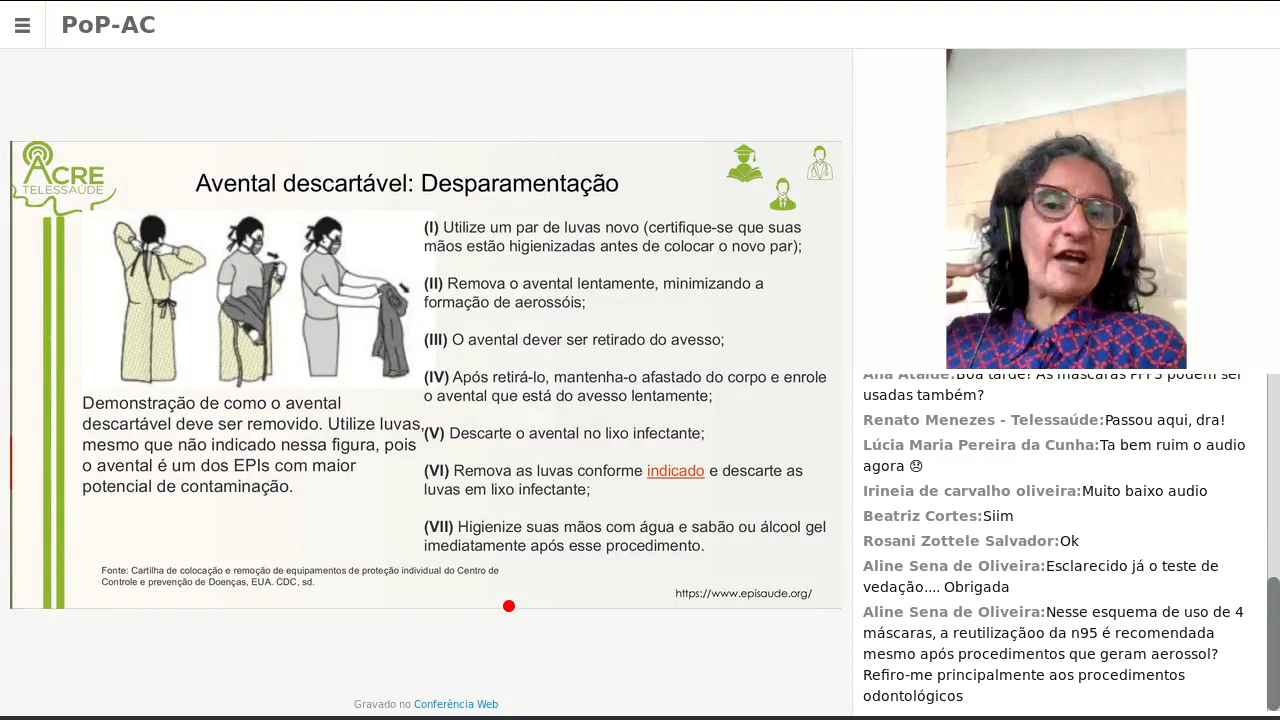 PoP-AC
ACRE
TELESSAÚDE
Avental descartável: Desparamentação
(I) Utilize um par de luvas novo (certifique-se que suas
mãos estão higienizadas antes de colocar o novo par);
(II) Remova o avental lentamente, minimizando a
formação de aerossóis;
(III) O avental dever ser retirado do avesso;
(IV) Após retirá-lo, mantenha-o afastado do corpo e enrole
o avental que está do avesso lentamente;
(V) Descarte o avental no lixo infectante;
(VI) Remova as luvas conforme indicado e descarte as
luvas em lixo infectante;
(VII) Higienize suas mãos com água e sabão ou álcool gel
imediatamente após esse procedimento.
Demonstração de como o avental
descartável deve ser removido. Utilize luvas,
mesmo que não indicado nessa figura, pois
o avental é um dos EPIs com maior
potencial de contaminação.
Fonte: Cartilha de colocação e remoção de equipamentos de proteção individual do Centro de
Controle e prevenção de Doenças, EUA. CDC, sd.
https://www.episaude.org/
Gravado no Conferência Web
Ana Ataide:Boa tarde! As máscaras PFF3 podem ser
usadas também?
Renato Menezes - Telessaúde:Passou aqui, dra!
Lúcia Maria Pereira da Cunha:Ta bem ruim o audio
agora 😞
Irineia de carvalho oliveira:Muito baixo audio
Beatriz Cortes:Siim
Rosani Zottele Salvador:Ok
Aline Sena de Oliveira:Esclarecido já o teste de
vedação.... Obrigada
Aline Sena de Oliveira:Nesse esquema de uso de 4
máscaras, a reutilizaçãoo da n95 é recomendada
mesmo após procedimentos que geram aerossol?
Refiro-me principalmente aos procedimentos
odontológicos